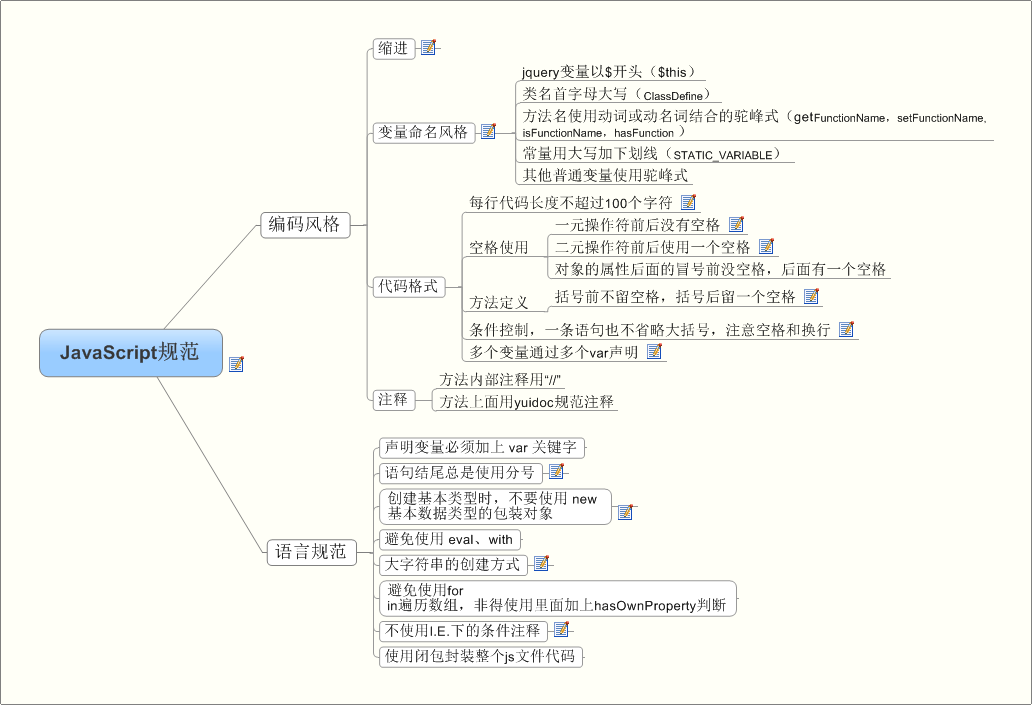 JavaScript规范
编码风格
缩进
变量命名风格
jquery变量以$开头（$this）
类名首字母大写（ClassDefine）
方法名使用动词或动名词结合的驼峰式（getFunctionName，setFunctionName，
isFunctionName，hasFunction ）
常量用大写加下划线（STATIC_VARIABLE）
其他普通变量使用驼峰式
代码格式
每行代码长度不超过100个字符
空格使用
一元操作符前后没有空格
二元操作符前后使用一个空格
对象的属性后面的冒号前没空格，后面有一个空格
方法定义
括号前不留空格，括号后留一个空格
条件控制，一条语句也不省略大括号，注意空格和换行
多个变量通过多个var声明
注释
方法内部注释用“//”
方法上面用yuidoc规范注释
语言规范
声明变量必须加上 var 关键字
语句结尾总是使用分号
创建基本类型时，不要使用 new
基本数据类型的包装对象
避免使用 eval、with
大字符串的创建方式
避免使用for
in遍历数组，非得使用里面加上hasOwnProperty判断
不使用I.E.下的条件注释
使用闭包封装整个js文件代码